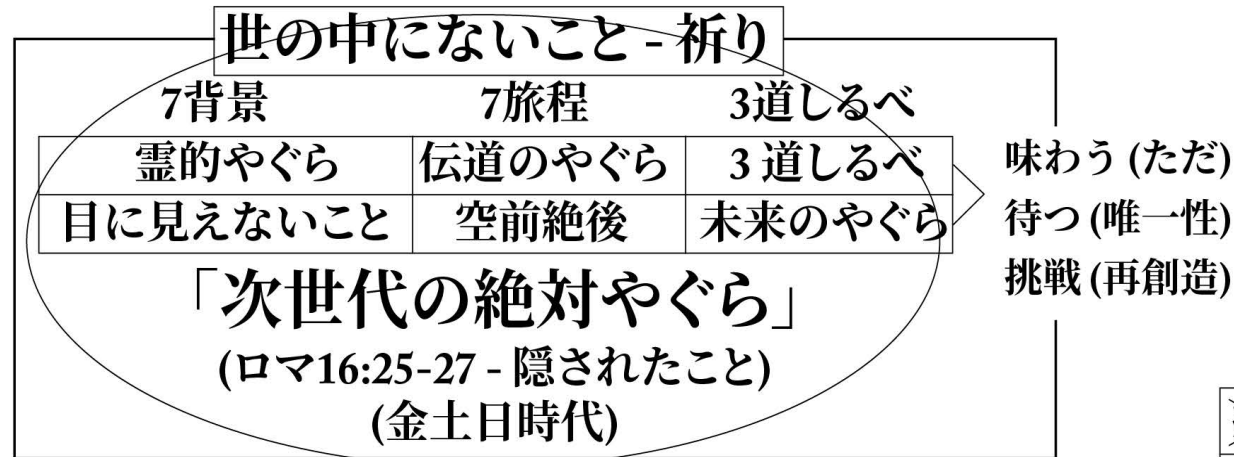 世の中にないこと - 祈り
7背景 7旅程 3道しるべ
霊的やぐら 伝道のやぐら 3 道しるべ
目に見えないこと 空前絶後 未来のやぐら
味わう (ただ)
待つ (唯一性)
挑戦 (再創造)
「次世代の絶対やぐら」
(ロマ16:25-27 - 隠されたこと)
(金土日時代)